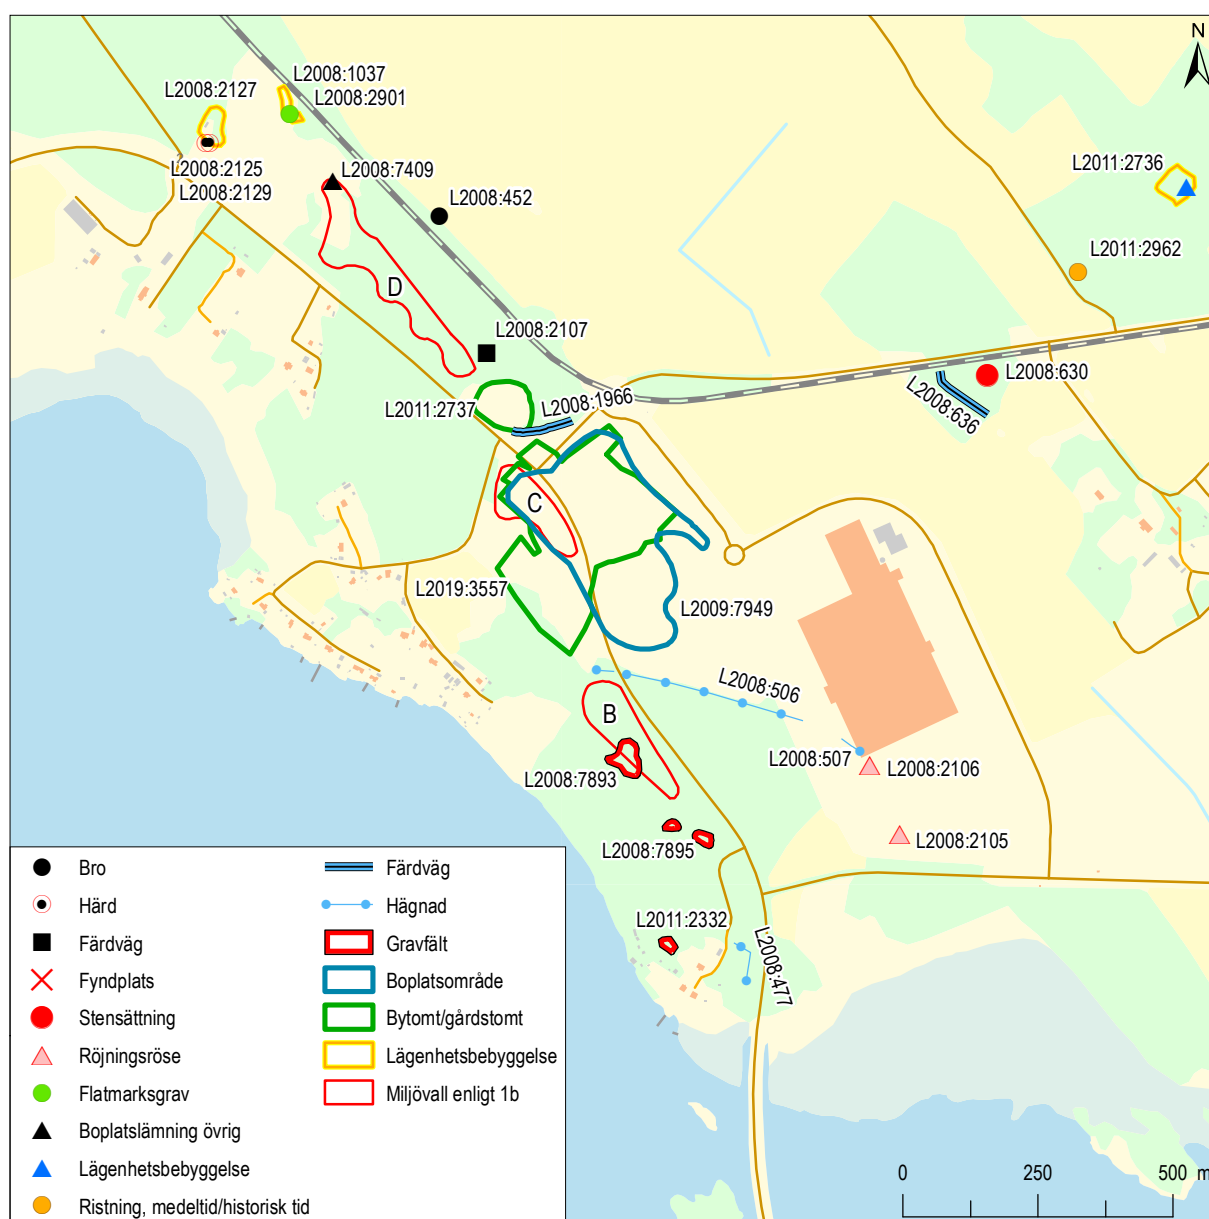 N
L2008:1037
L2008:2127
L2008:2901
L2008:2125
L2008:7409
L2008:2129
L2011:2736
L2008:452
L2011:2962
D
L2008:2107
L2008:630
L2008:636
L2011:2737
L2008:1966
C
L2019:3557
L2009:7949
L2008:506
B
L2008:507
L2008:2106
L2008:7893
L2008:2105
L2008:7895
L2011:2332
L2008:477
Bro
Härd
Färdväg
Fyndplats
Stensättning
Röjningsröse
Flatmarksgrav
Boplatslämning övrig
Lägenhetsbebyggelse
Ristning, medeltid/historisk tid
Färdväg
Hägnad
Gravfält
Boplatsområde
Bytomt/gårdstomt
Lägenhetsbebyggelse
Miljövall enligt 1b
0 250 500 m